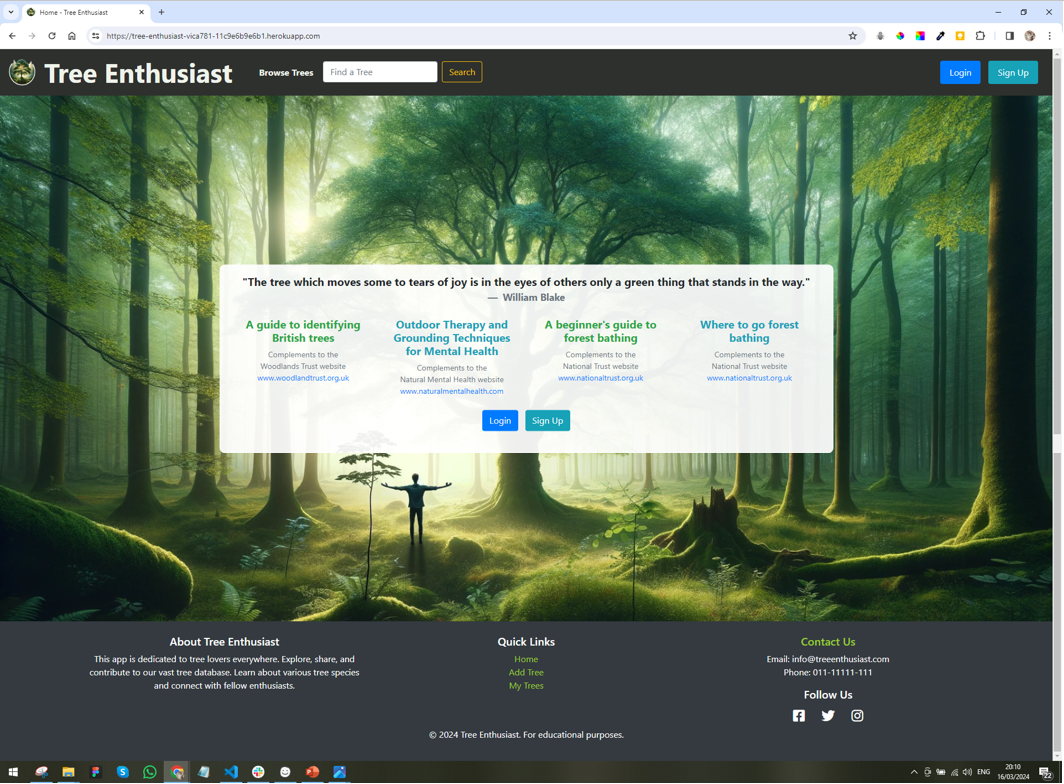 Home - Tree Enthusiast
https://tree-enthusiast-vica781-11c9e6b9e6b1.herokuapp.com
Tree Enthusiast
Browse Trees
Find a Tree
Search
Login
Sign Up
"The tree which moves some to tears of joy is in the eyes of others only a green thing that stands in the way."
— William Blake
A guide to identifying
British trees
Complements to the
Woodlands Trust website
www.woodlandtrust.org.uk
Outdoor Therapy and
Grounding Techniques
for Mental Health
Complements to the
Natural Mental Health website
www.naturalmentalhealth.com
A beginner's guide to
forest bathing
Complements to the
National Trust website
www.nationaltrust.org.uk
Where to go forest
bathing
Complements to the
National Trust website
www.nationaltrust.org.uk
Login
Sign Up
About Tree Enthusiast
This app is dedicated to tree lovers everywhere. Explore, share, and
contribute to our vast tree database. Learn about various tree species
and connect with fellow enthusiasts.
Quick Links
Home
Add Tree
My Trees
Contact Us
Email: info@treeenthusiast.com
Phone: 011-11111-111
Follow Us
© 2024 Tree Enthusiast. For educational purposes.
ENG
20:10
16/03/2024